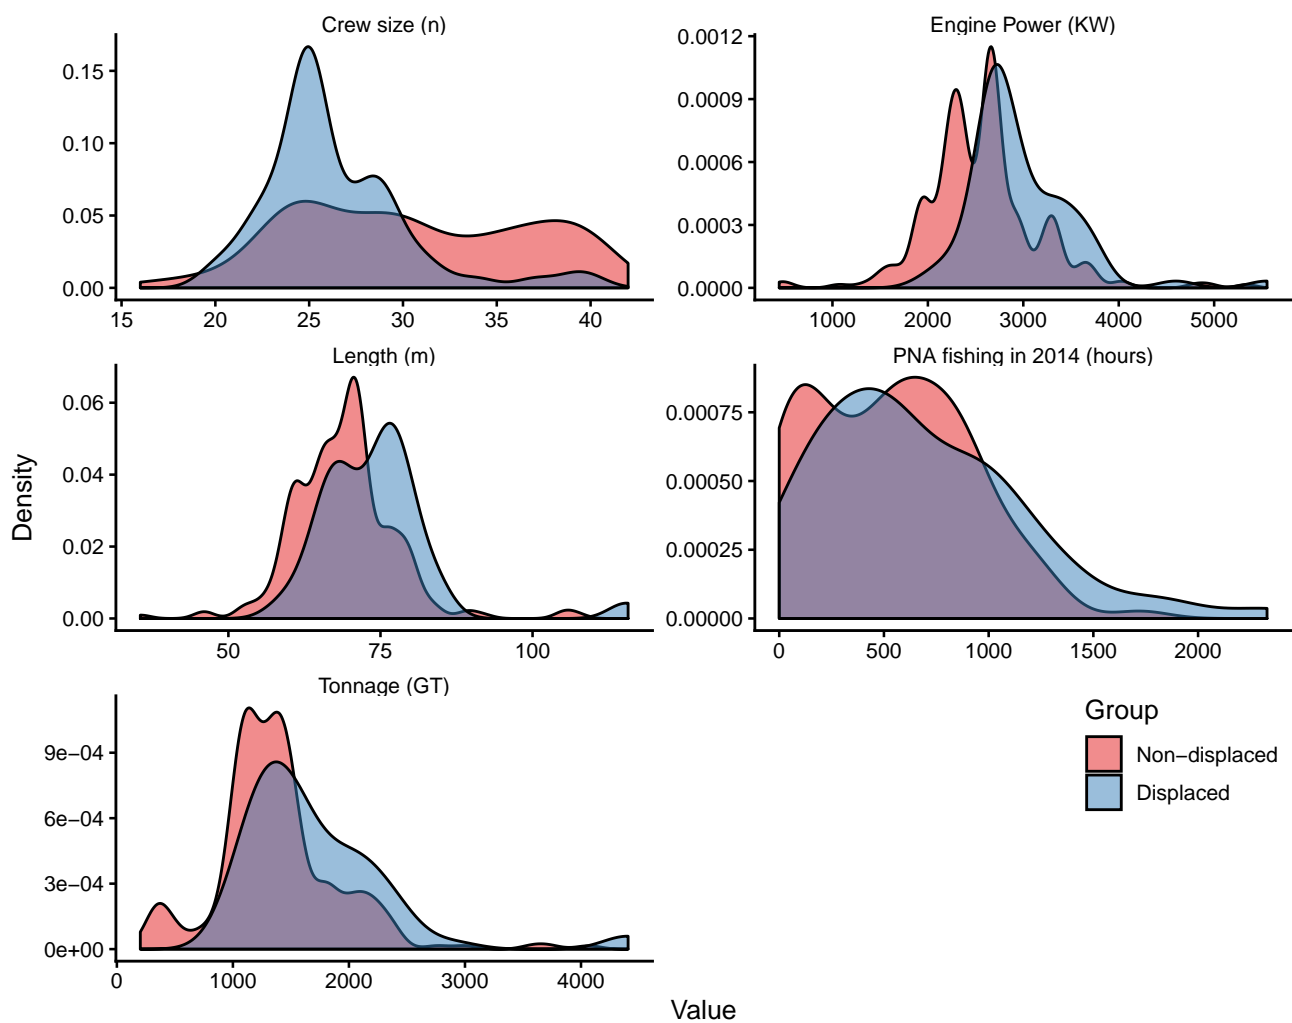 Crew size (n)
0.15
0.10
0.05
0.00
15 20 25 30 35 40
Engine Power (KW)
0.0012
0.0009
0.0006
0.0003
0.0000
1000 2000 3000 4000 5000
Length (m)
0.06
0.04
0.02
0.00
50 75 100
PNA fishing in 2014 (hours)
0.00075
0.00050
0.00025
0.00000
0 500 1000 1500 2000
Density
Tonnage (GT)
9e−04
6e−04
3e−04
0e+00
0 1000 2000 3000 4000
Group
Non−displaced
Displaced
Value